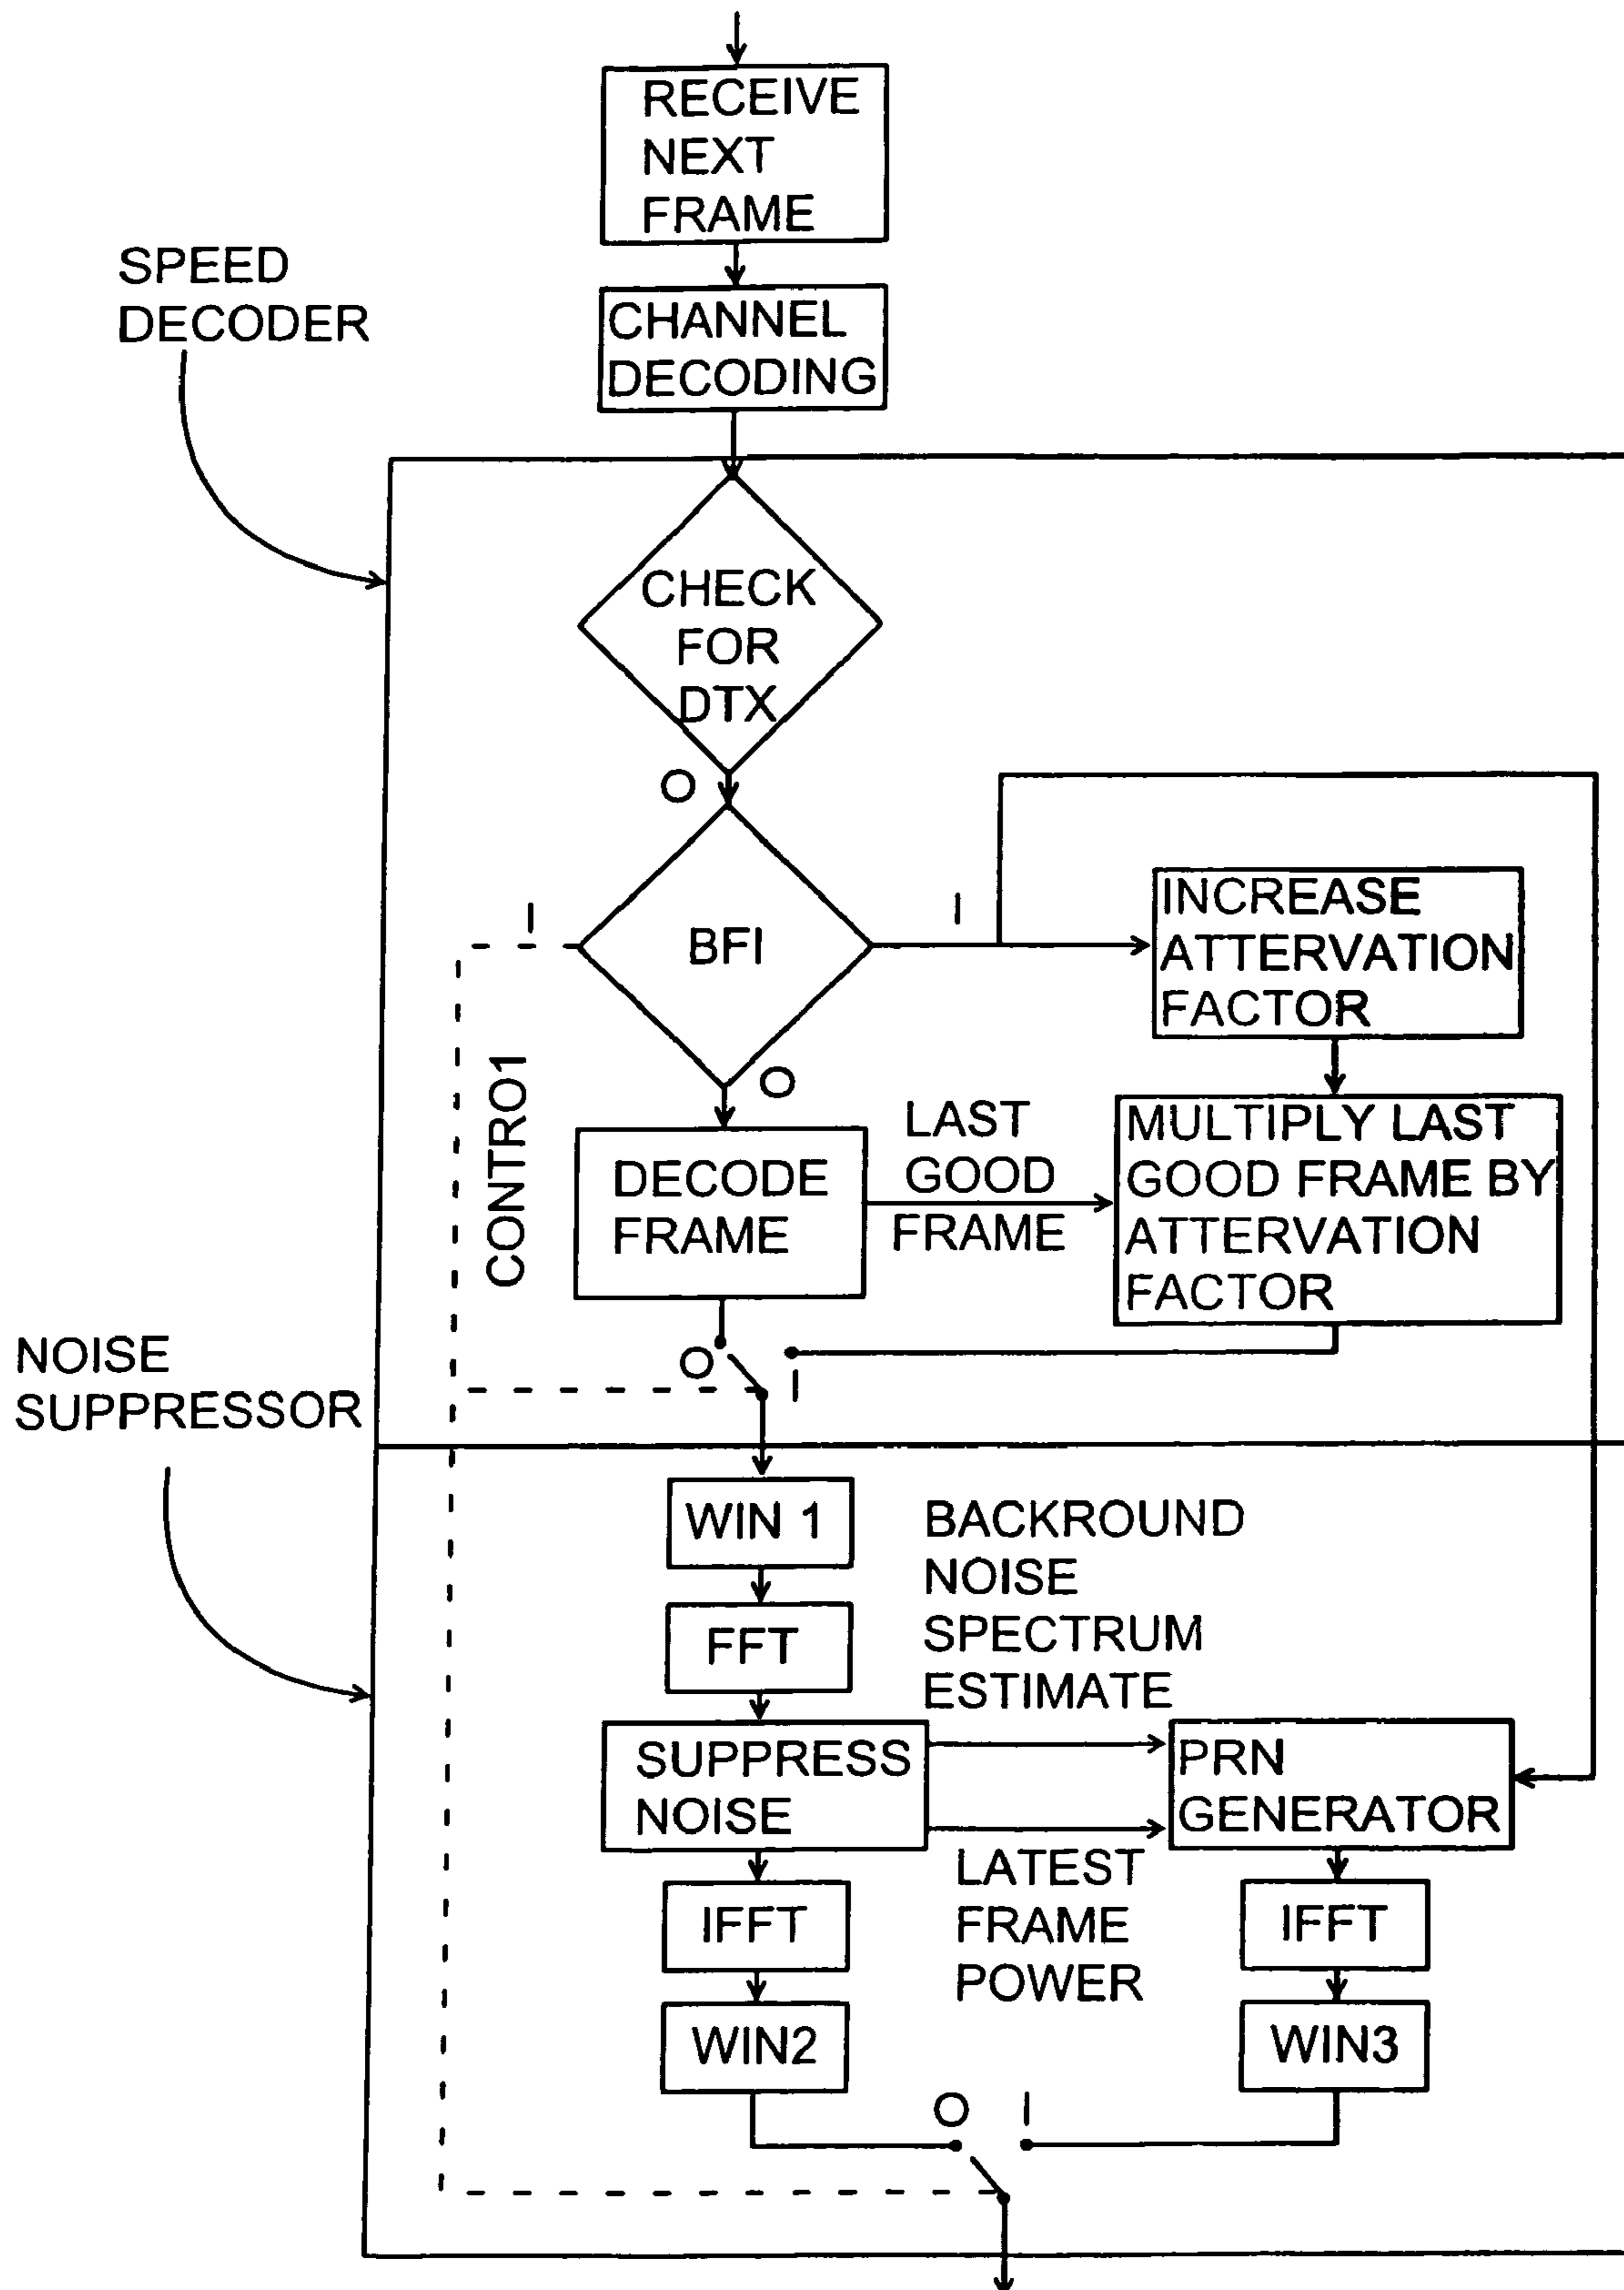 RECEIVE
NEXT
FRAME
SPEED
DECODER
CHANNEL
DECODING
CHECK
FOR
DTX
O
BFI
I
I
INCREASE
ATTERVATION
FACTOR
CONTRO1
O
DECODE
FRAME
LAST
GOOD
FRAME
MULTIPLY LAST
GOOD FRAME BY
ATTERVATION
FACTOR
NOISE
SUPPRESSOR
O
I
WIN 1
BACKROUND
NOISE
SPECTRUM
ESTIMATE
FFT
SUPPRESS
NOISE
PRN
GENERATOR
LATEST
FRAME
POWER
IFFT
IFFT
WIN2
WIN3
O
I